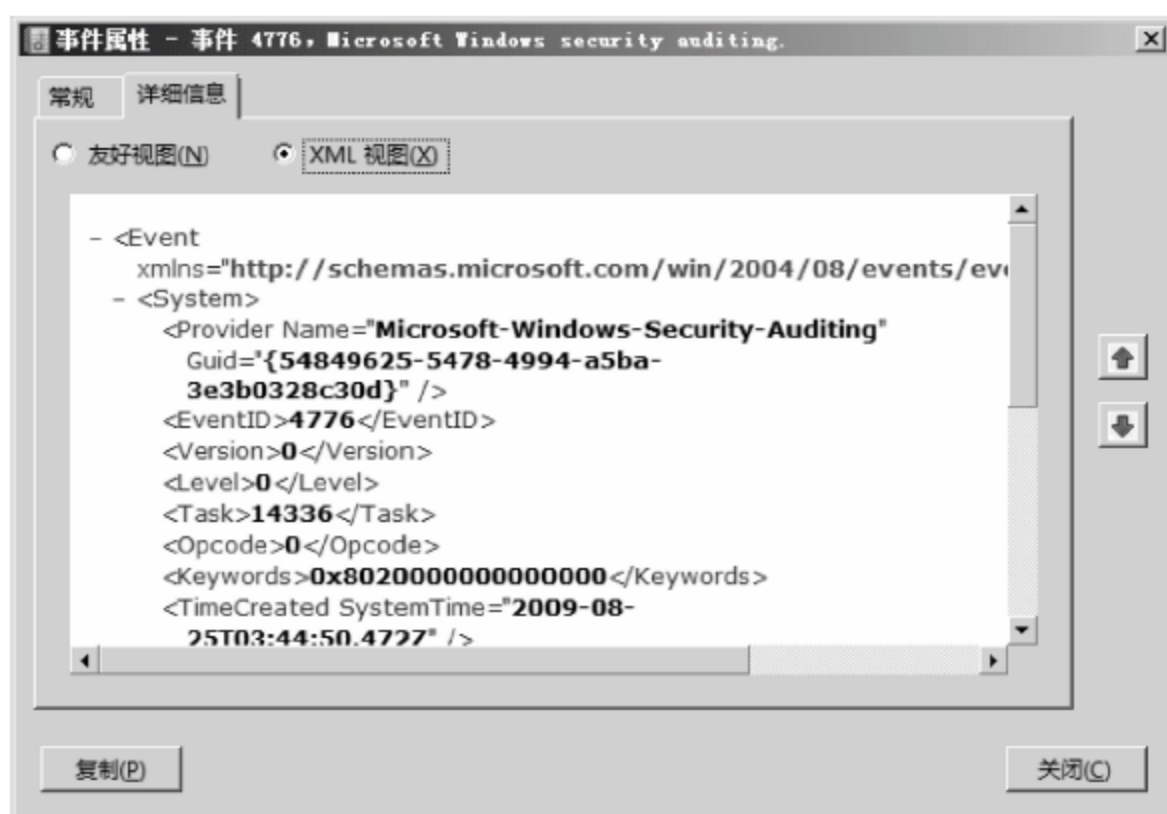 事件属性 - 事件 4776，Microsoft Windows security auditing.
常规 详细信息
友好视图(N) XML 视图(X)
- <Event
xmlns="http://schemas.microsoft.com/win/2004/08/events/eve
- <System>
<Provider Name="Microsoft-Windows-Security-Auditing"
Guid="{54849625-5478-4994-a5ba-
3e3b0328c30d}" />
<EventID>4776</EventID>
<Version>0</Version>
<Level>0</Level>
<Task>14336</Task>
<Opcode>0</Opcode>
<Keywords>0x8020000000000000</Keywords>
<TimeCreated SystemTime="2009-08-
25T03:44:50.472Z" />
复制(P) 关闭(C)